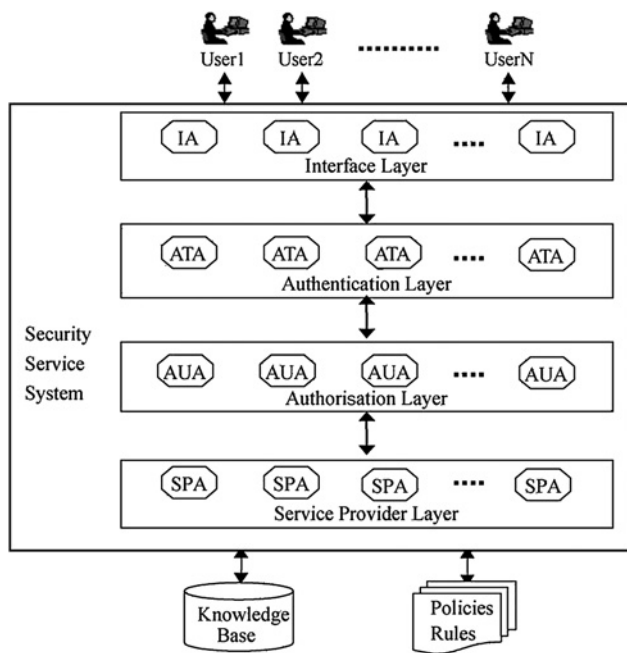 User1 User2 ........... UserN
IA IA IA .... IA
Interface Layer
ATA ATA ATA .... ATA
Authentication Layer
Security
Service
System
AUA AUA AUA .... AUA
Authorisation Layer
SPA SPA SPA .... SPA
Service Provider Layer
Knowledge
Base
Policies
Rules